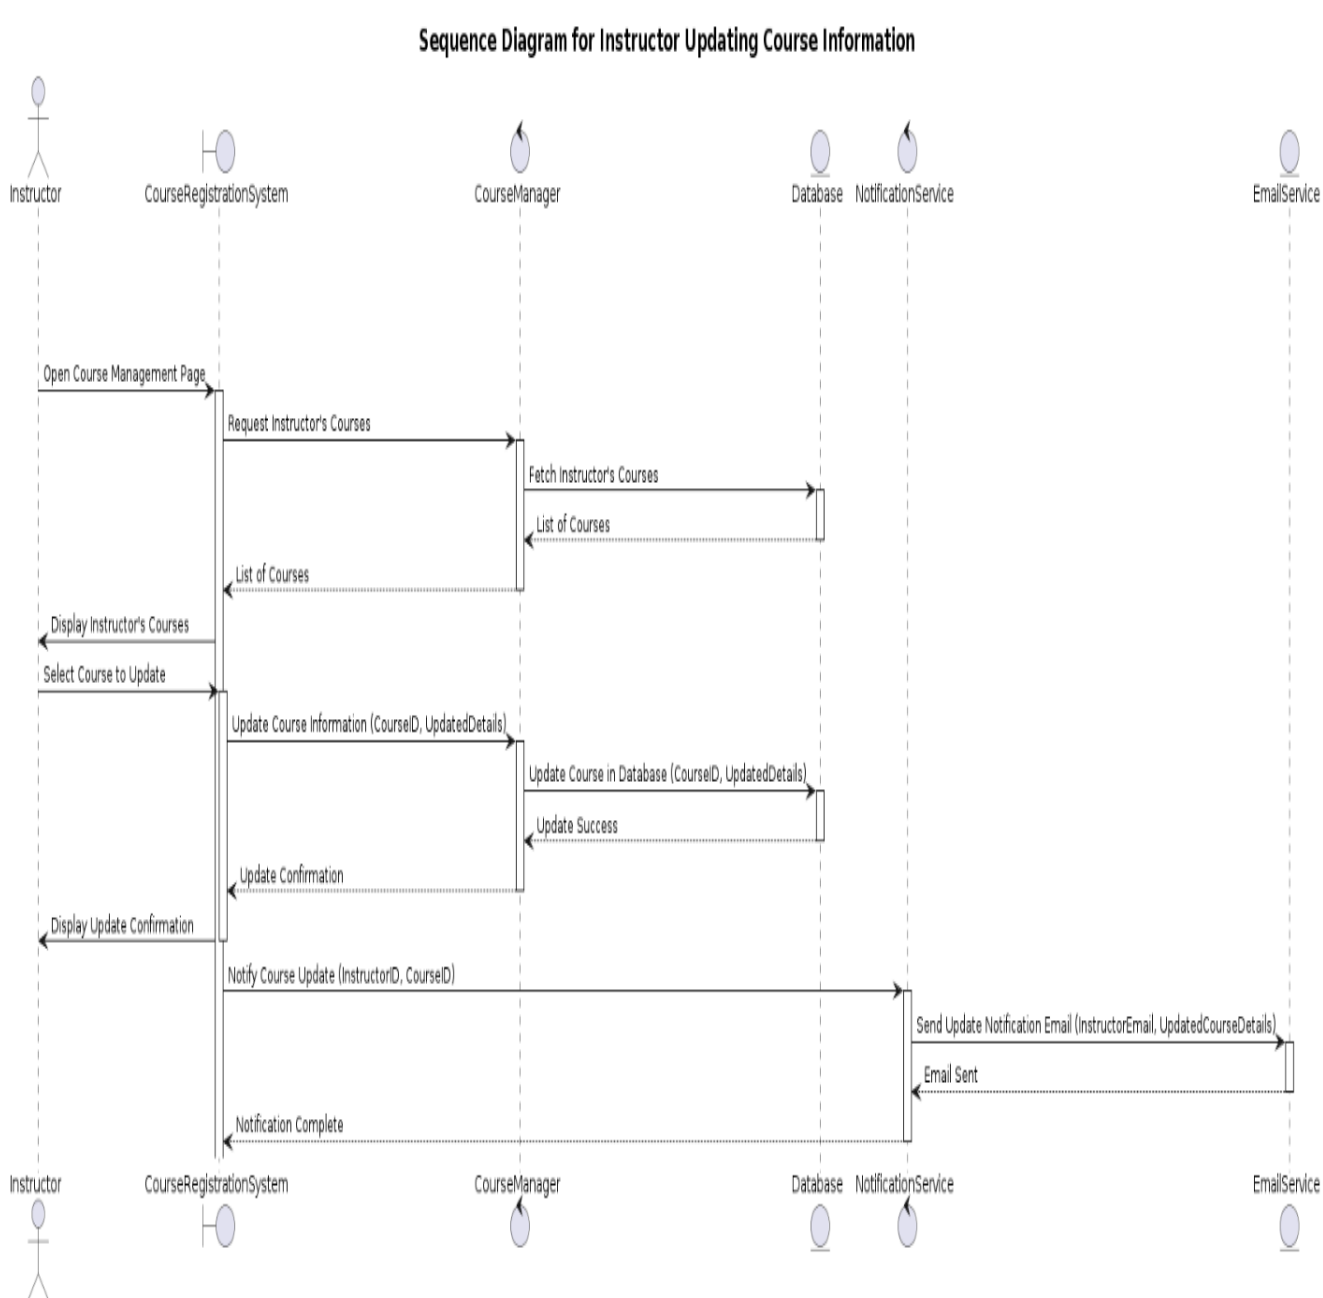 Sequence Diagram for Instructor Updating Course Information
Instructor
CourseRegistrationSystem
CourseManager
Database
NotificationService
EmailService
Open Course Management Page
Request Instructor's Courses
Fetch Instructor's Courses
List of Courses
List of Courses
Display Instructor's Courses
Select Course to Update
Update Course Information (CourseID, UpdatedDetails)
Update Course in Database (CourseID, UpdatedDetails)
Update Success
Update Confirmation
Display Update Confirmation
Notify Course Update (InstructorID, CourseID)
Send Update Notification Email (InstructorEmail, UpdatedCourseDetails)
Email Sent
Notification Complete
Instructor
CourseRegistrationSystem
CourseManager
Database
NotificationService
EmailService